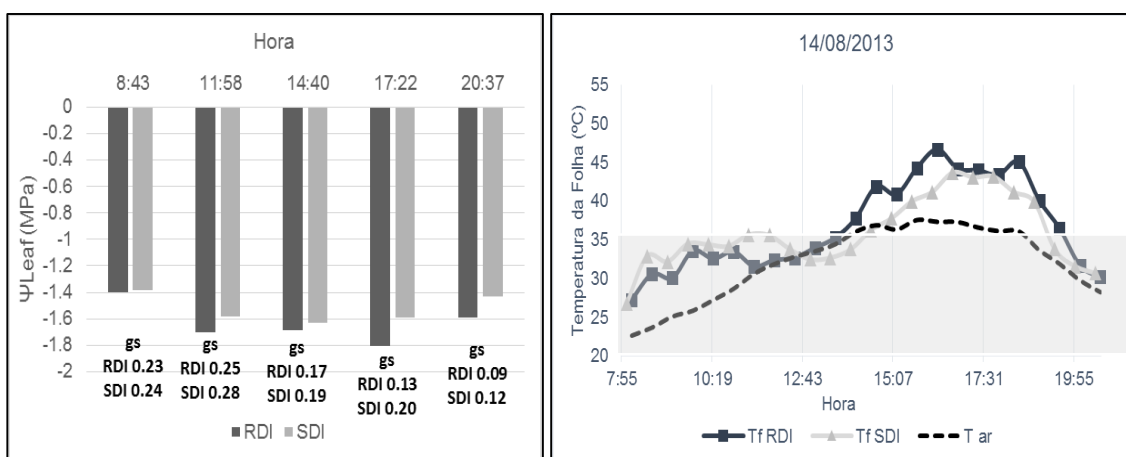 Hora
8:43 11:58 14:40 17:22 20:37
0
-0.2
-0.4
-0.6
-0.8
-1
-1.2
-1.4
-1.6
-1.8
-2
ΨLeaf (MPa)
gs gs gs gs gs
RDI 0.23 RDI 0.25 RDI 0.17 RDI 0.13 RDI 0.09
SDI 0.24 SDI 0.28 SDI 0.19 SDI 0.20 SDI 0.12
RDI SDI
14/08/2013
55
50
45
40
35
30
25
20
Temperatura da Folha (ºC)
7:55 10:19 12:43 15:07 17:31 19:55
Hora
Tf RDI Tf SDI T ar